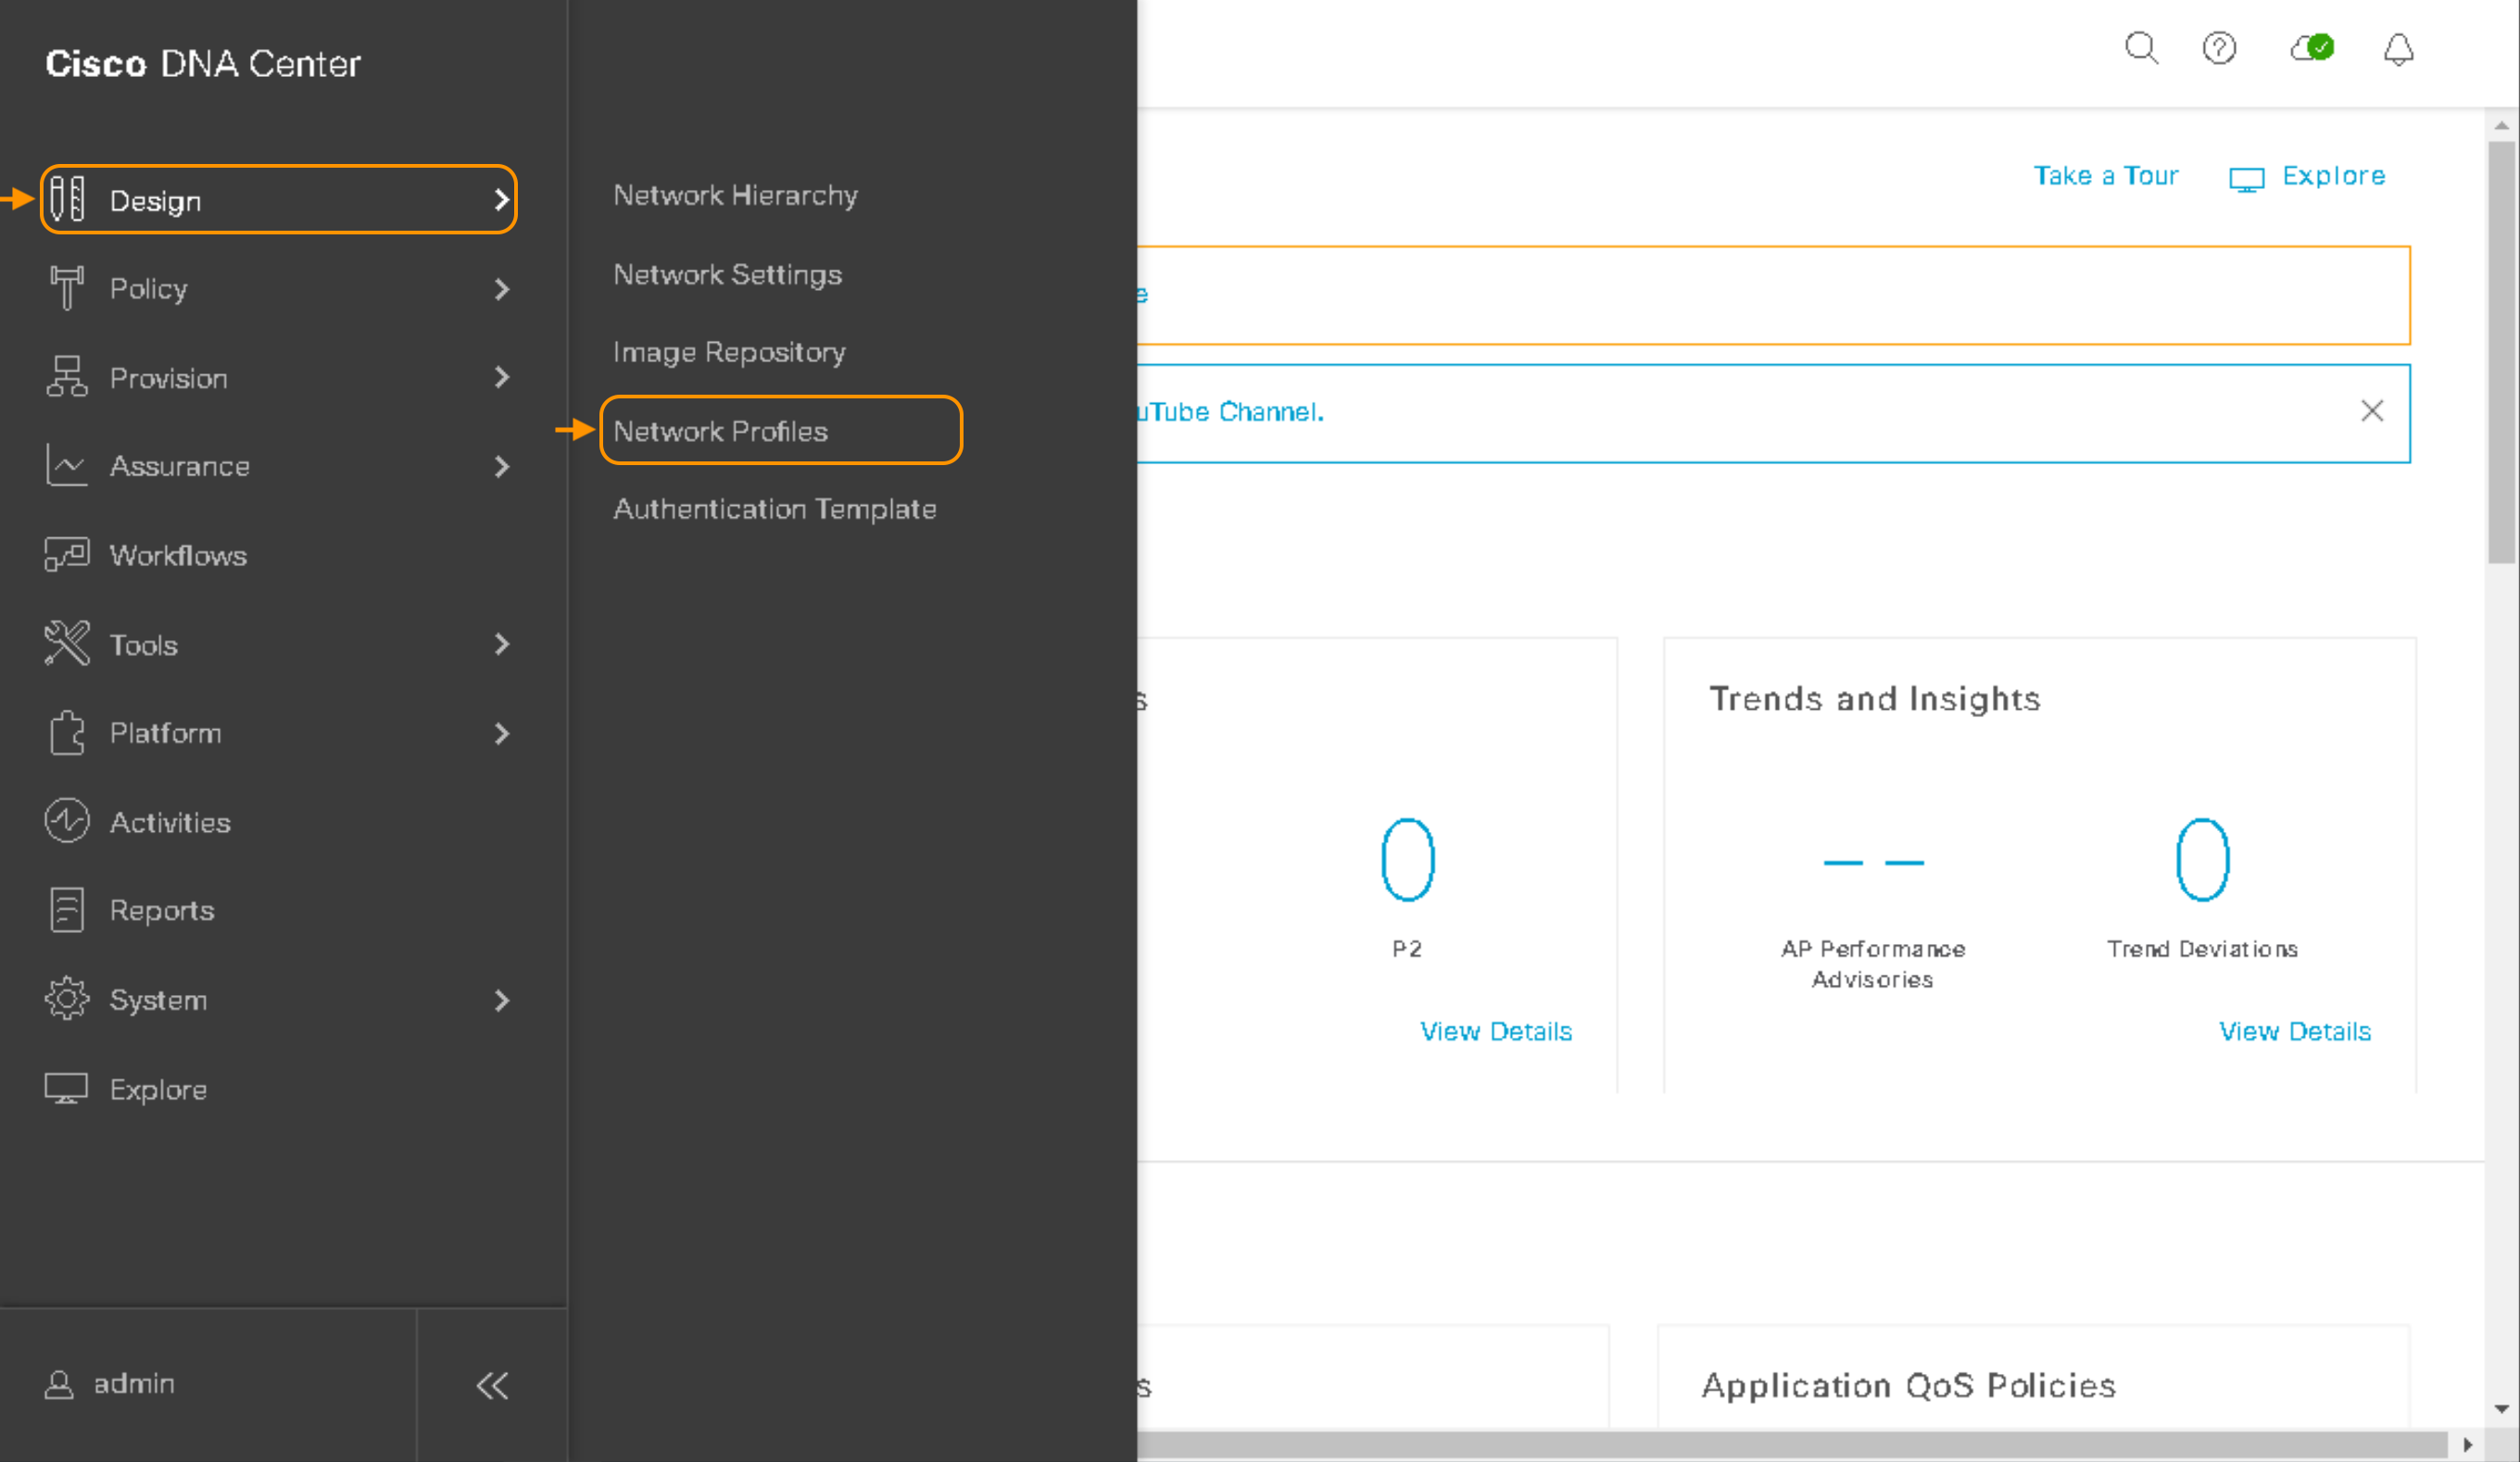 Cisco DNA Center
Design
Policy
Provision
Assurance
Workflows
Tools
Platform
Activities
Reports
System
Explore
admin
Network Hierarchy
Network Settings
Image Repository
Network Profiles
Authentication Template
Take a Tour
Explore
e
uTube Channel.
s
0
P2
View Details
Trends and Insights
-- 0
AP Performance Trend Deviations
Advisories
View Details
s
Application QoS Policies